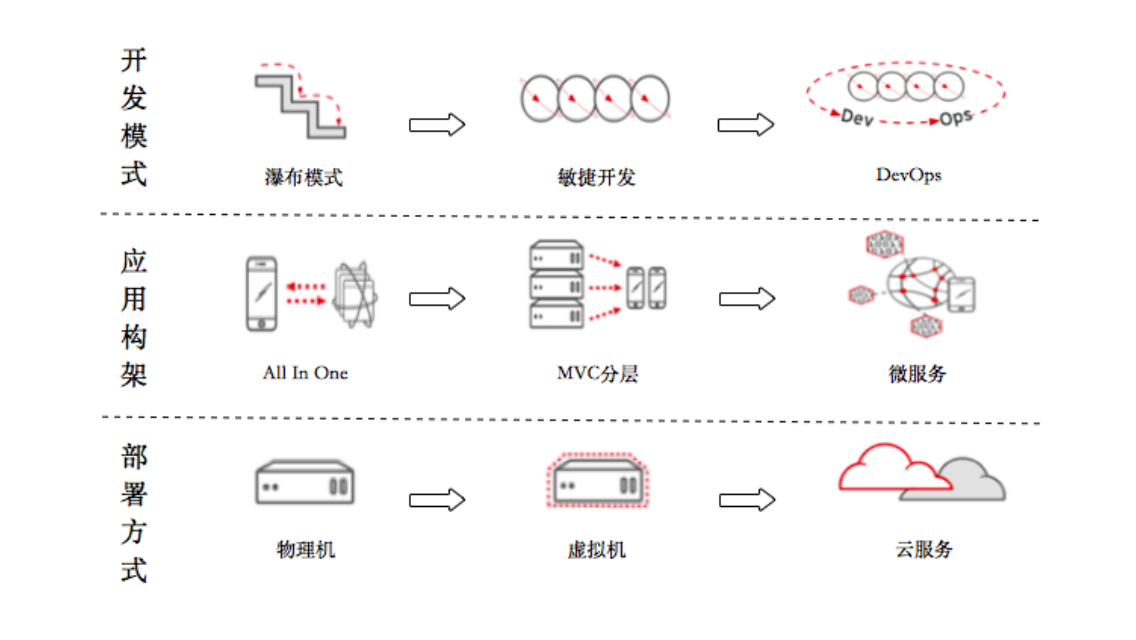 开发模式
瀑布模式
敏捷开发
Dev
Ops
DevOps
应用构架
All In One
MVC分层
微服务
部署方式
物理机
虚拟机
云服务